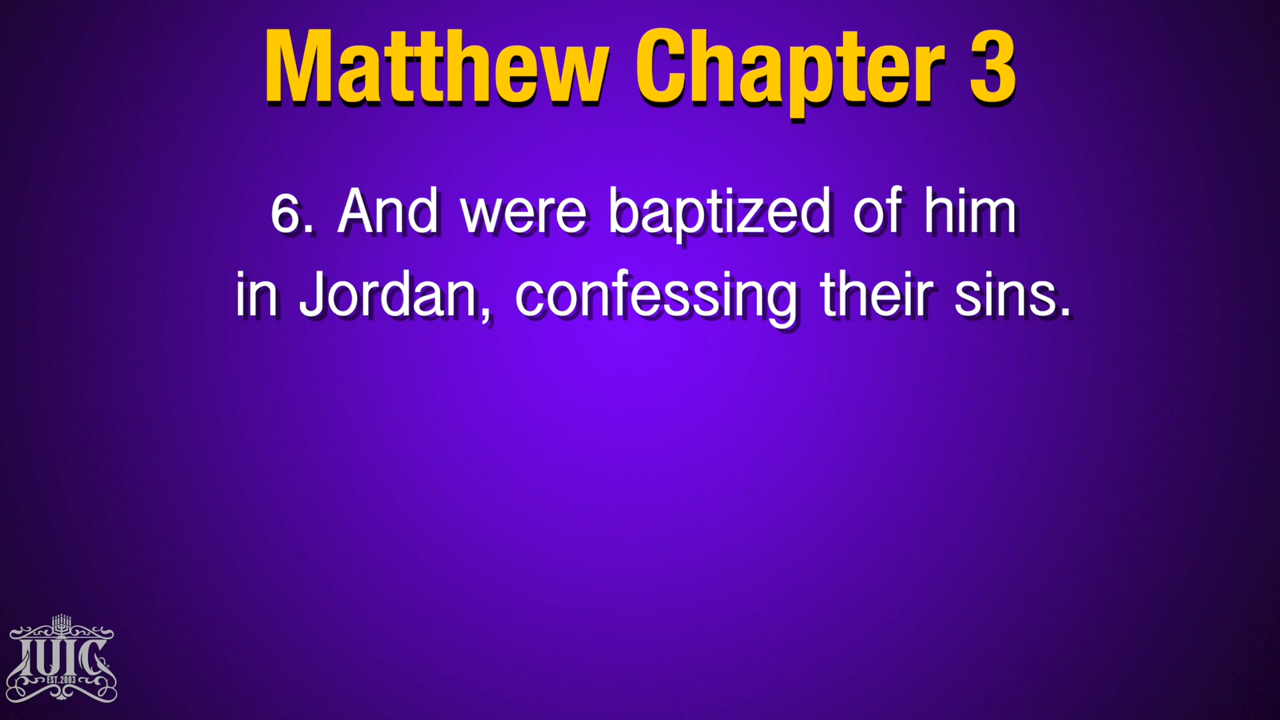 Matthew Chapter 3
6. And were baptized of him
in Jordan, confessing their sins.
IUIC
EST. 2003